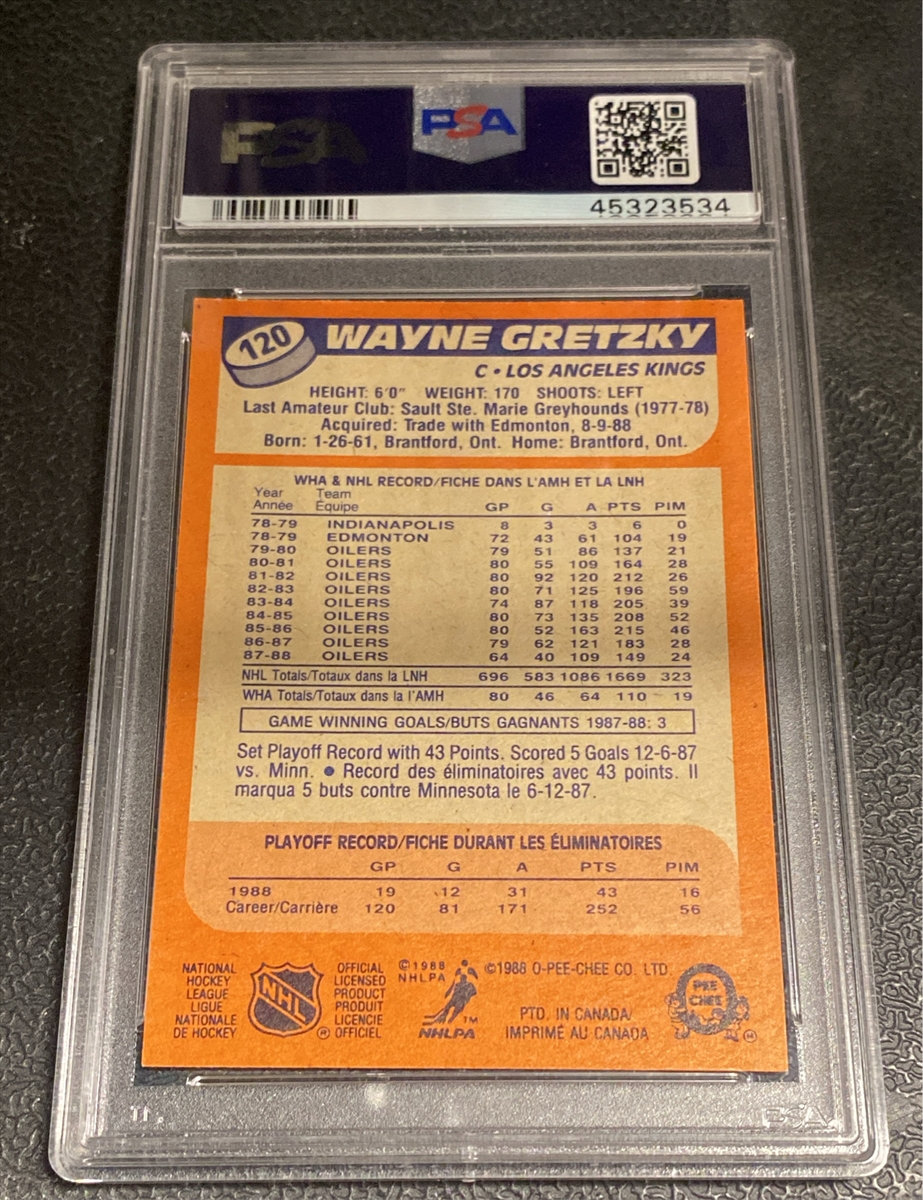 PSA
PSA
45323534
120 WAYNE GRETZKY
C • LOS ANGELES KINGS
HEIGHT: 6'0" WEIGHT: 170 SHOOTS: LEFT
Last Amateur Club: Sault Ste. Marie Greyhounds (1977-78)
Acquired: Trade with Edmonton, 8-9-88
Born: 1-26-61, Brantford, Ont. Home: Brantford, Ont.
WHA & NHL RECORD/FICHE DANS L'AMH ET LA LNH
Year Team
Année Équipe GP G A PTS PIM
78-79 INDIANAPOLIS 8 3 3 6 0
78-79 EDMONTON 72 43 61 104 19
79-80 OILERS 79 51 86 137 21
80-81 OILERS 80 55 109 164 28
81-82 OILERS 80 92 120 212 26
82-83 OILERS 80 71 125 196 59
83-84 OILERS 74 87 118 205 39
84-85 OILERS 80 73 135 208 52
85-86 OILERS 80 52 163 215 46
86-87 OILERS 79 62 121 183 28
87-88 OILERS 64 40 109 149 24
NHL Totals/Totaux dans la LNH 696 583 1086 1669 323
WHA Totals/Totaux dans la l'AMH 80 46 64 110 19
GAME WINNING GOALS/BUTS GAGNANTS 1987-88: 3
Set Playoff Record with 43 Points. Scored 5 Goals 12-6-87
vs. Minn. • Record des éliminatoires avec 43 points. Il
marqua 5 buts contre Minnesota le 6-12-87.
PLAYOFF RECORD/FICHE DURANT LES ÉLIMINATOIRES
GP G A PTS PIM
1988 19 12 31 43 16
Career/Carrière 120 81 171 252 56
NATIONAL
HOCKEY
LEAGUE
LIGUE
NATIONALE
DE HOCKEY
NHL
®
OFFICIAL
LICENSED
PRODUCT
PRODUIT
LICENCIE
OFFICIEL
©1988
NHLPA
TM
NHLPA
©1988 O-PEE-CHEE CO. LTD.
PTD. IN CANADA/
IMPRIMÉ AU CANADA
PEE
CHEE
PSA